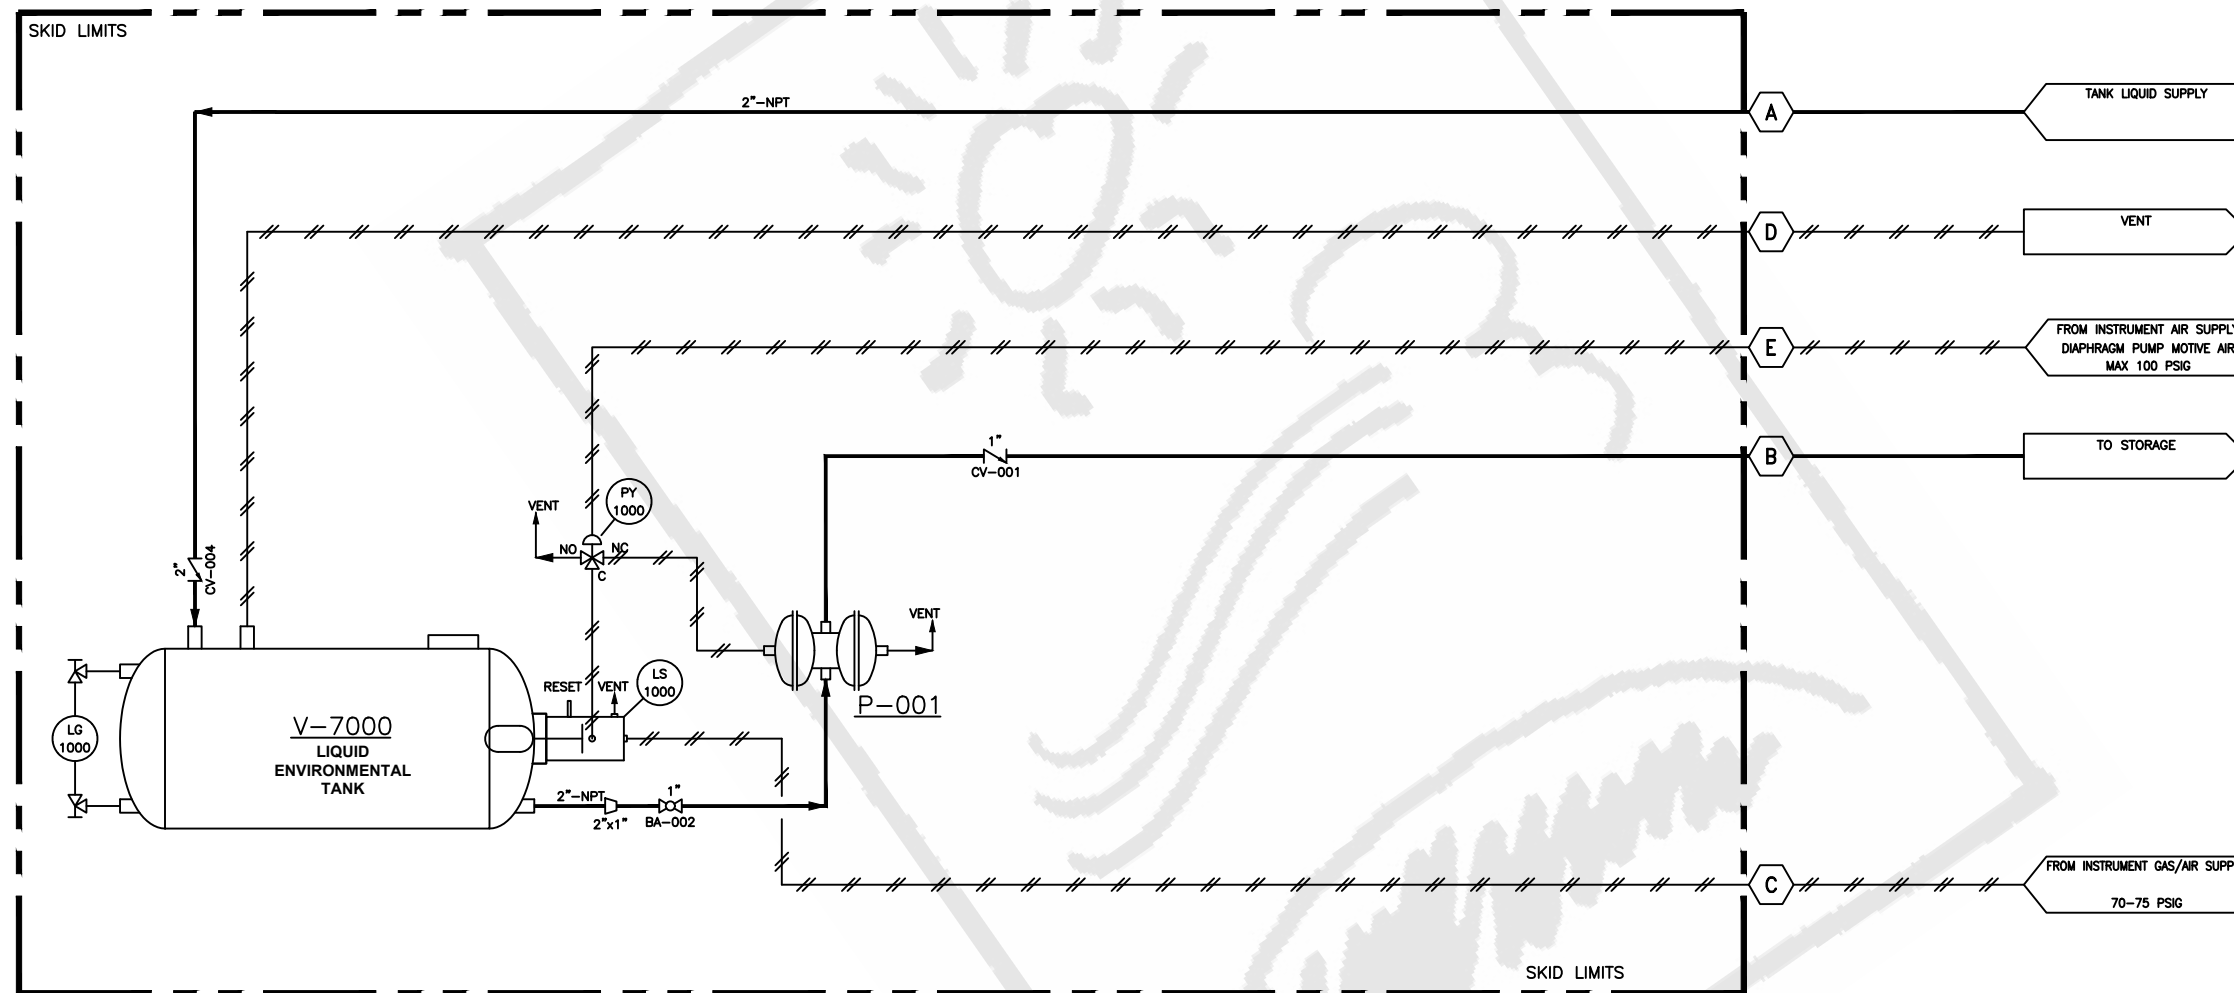 SKID LIMITS
2"-NPT
A
TANK LIQUID SUPPLY
D
VENT
E
FROM INSTRUMENT AIR SUPPLY
DIAPHRAGM PUMP MOTIVE AIR
MAX 100 PSIG
1"
CV-001
B
TO STORAGE
PY
1000
VENT
NO
NC
C
2"
CV-004
VENT
LS
1000
RESET
VENT
P-001
LG
1000
V-7000
LIQUID
ENVIRONMENTAL
TANK
2"-NPT
2"x1"
1"
BA-002
C
FROM INSTRUMENT GAS/AIR
70-75 PSIG
SKID LIMITS